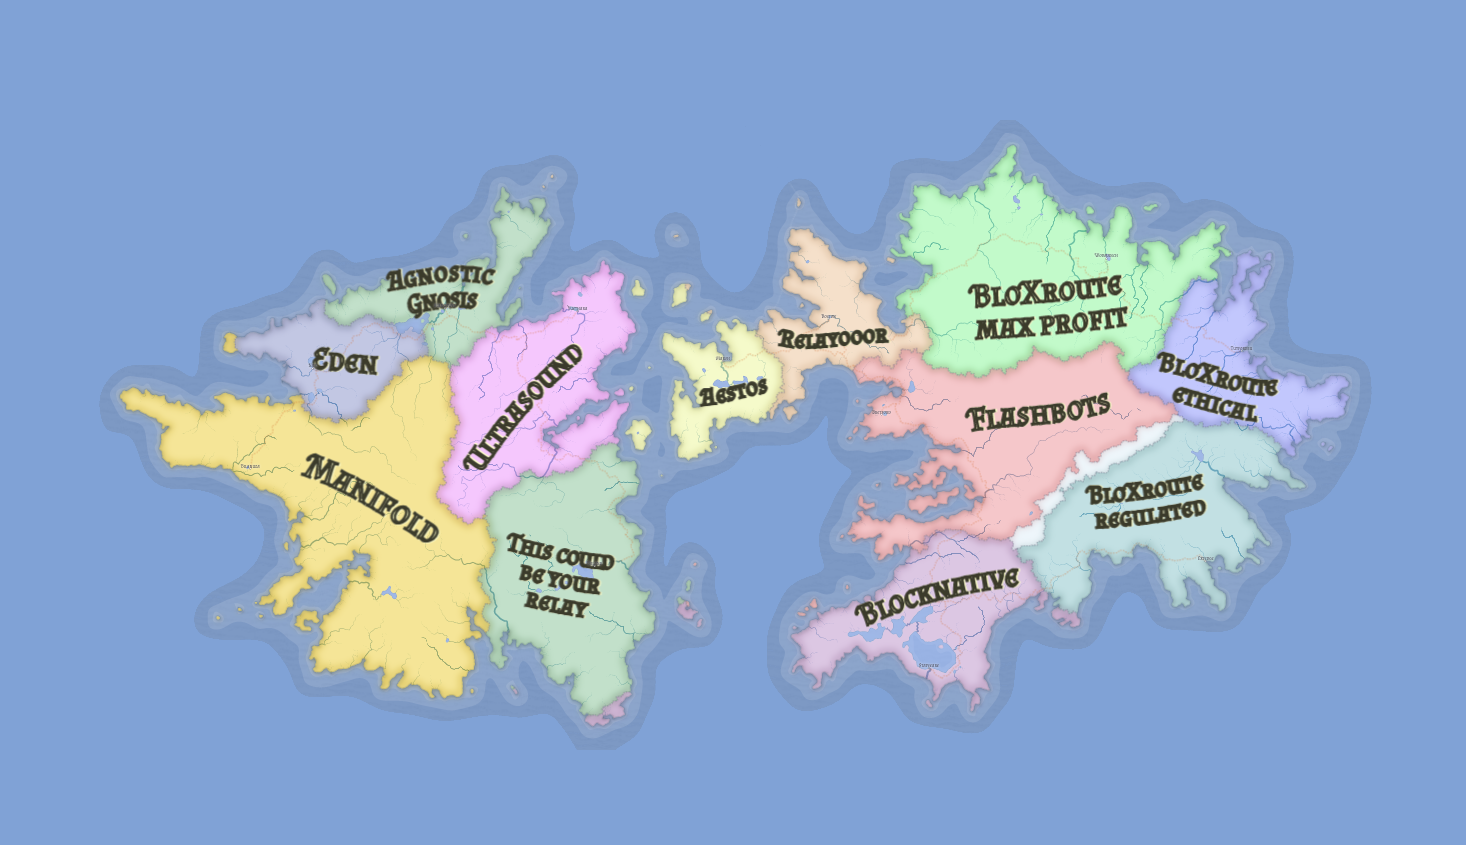 Agnostic
Gnosis
Eden
Manifold
Ultrasound
This could
be your
relay
Aestos
Relayooor
BloXroute
max profit
BloXroute
ethical
Flashbots
BloXroute
regulated
Blocknative